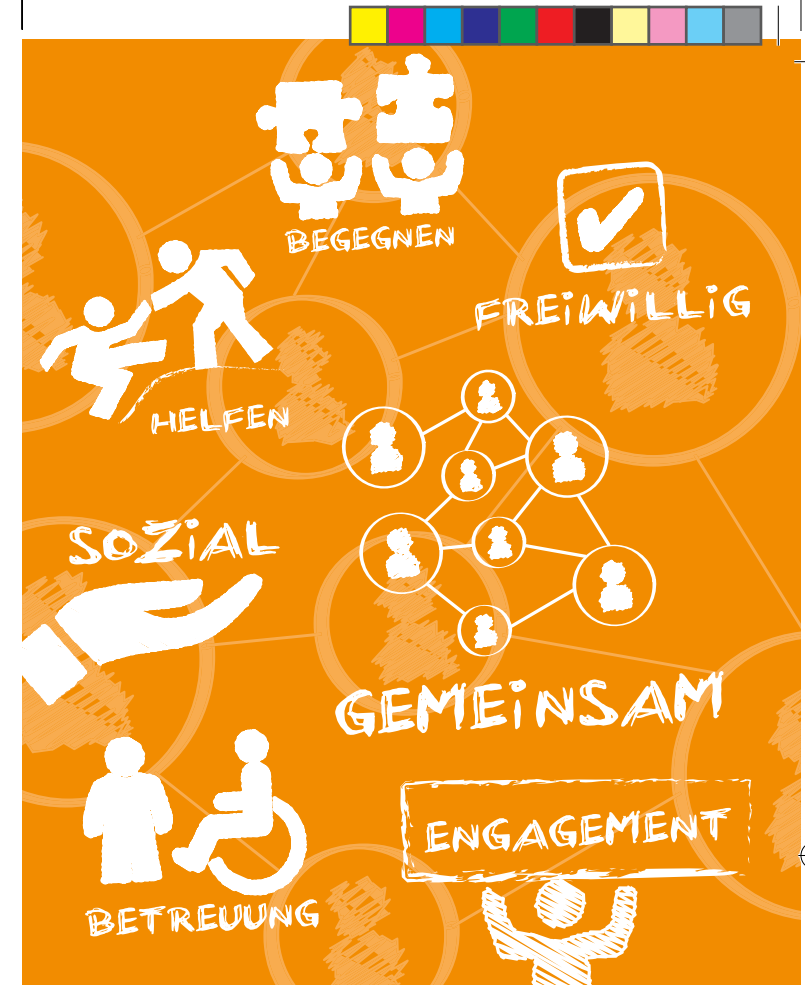 BEGEGNEN
FREiWiLLiG
HELFEN
SOZiAL
GEMEiNSAM
ENGAGEMENT
BETREUUNG